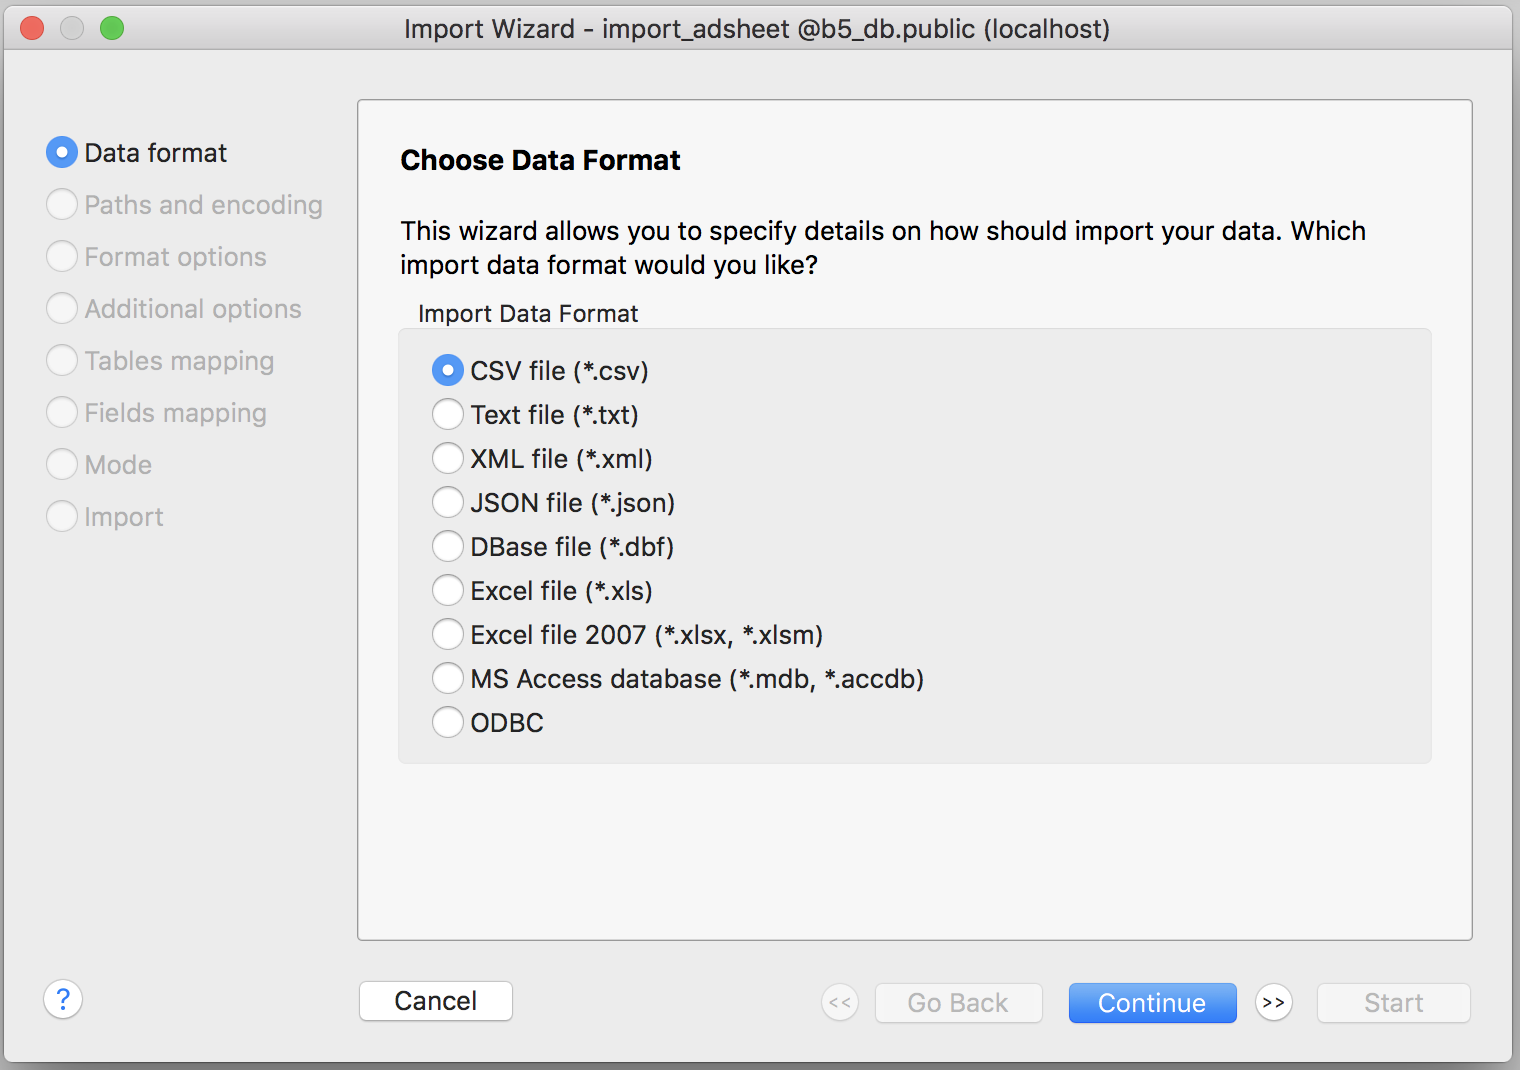 Import Wizard - import_adsheet @b5_db.public (localhost)
Data format
Paths and encoding
Format options
Additional options
Tables mapping
Fields mapping
Mode
Import
Choose Data Format
This wizard allows you to specify details on how should import your data. Which
import data format would you like?
Import Data Format
CSV file (*.csv)
Text file (*.txt)
XML file (*.xml)
JSON file (*.json)
DBase file (*.dbf)
Excel file (*.xls)
Excel file 2007 (*.xlsx, *.xlsm)
MS Access database (*.mdb, *.accdb)
ODBC
?
Cancel
<<
Go Back
Continue
>>
Start